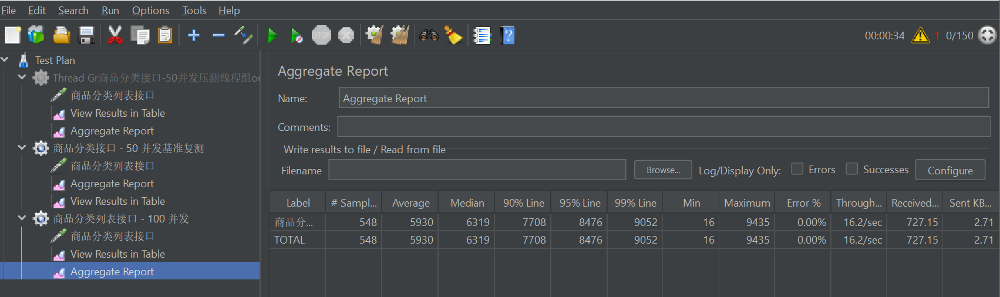 File Edit Search Run Options Tools Help
00:00:34 1 0/150
Test Plan
Thread Gr商品分类接口-50并发压测线程组ou
商品分类列表接口
View Results in Table
Aggregate Report
商品分类接口 - 50 并发基准复测
商品分类列表接口
Aggregate Report
View Results in Table
商品分类列表接口 - 100 并发
商品分类列表接口
View Results in Table
Aggregate Report
Aggregate Report
Name: Aggregate Report
Comments:
Write results to file / Read from file
Filename Browse... Log/Display Only: Errors Successes Configure
Label # Sampl... Average Median 90% Line 95% Line 99% Line Min Maximum Error % Through... Received... Sent KB...
商品分... 548 5930 6319 7708 8476 9052 16 9435 0.00% 16.2/sec 727.15 2.71
TOTAL 548 5930 6319 7708 8476 9052 16 9435 0.00% 16.2/sec 727.15 2.71